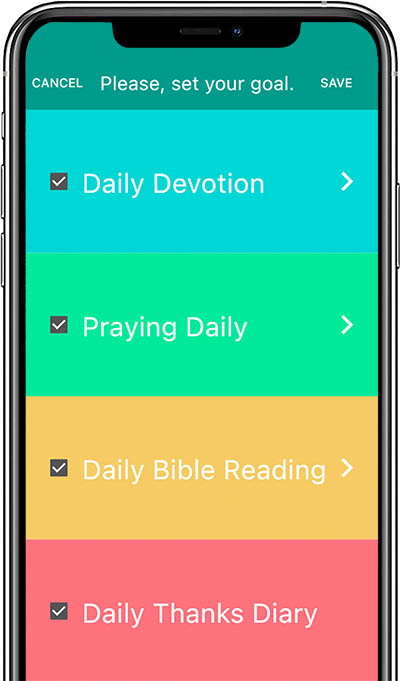 CANCEL Please, set your goal. SAVE
Daily Devotion
Praying Daily
Daily Bible Reading
Daily Thanks Diary